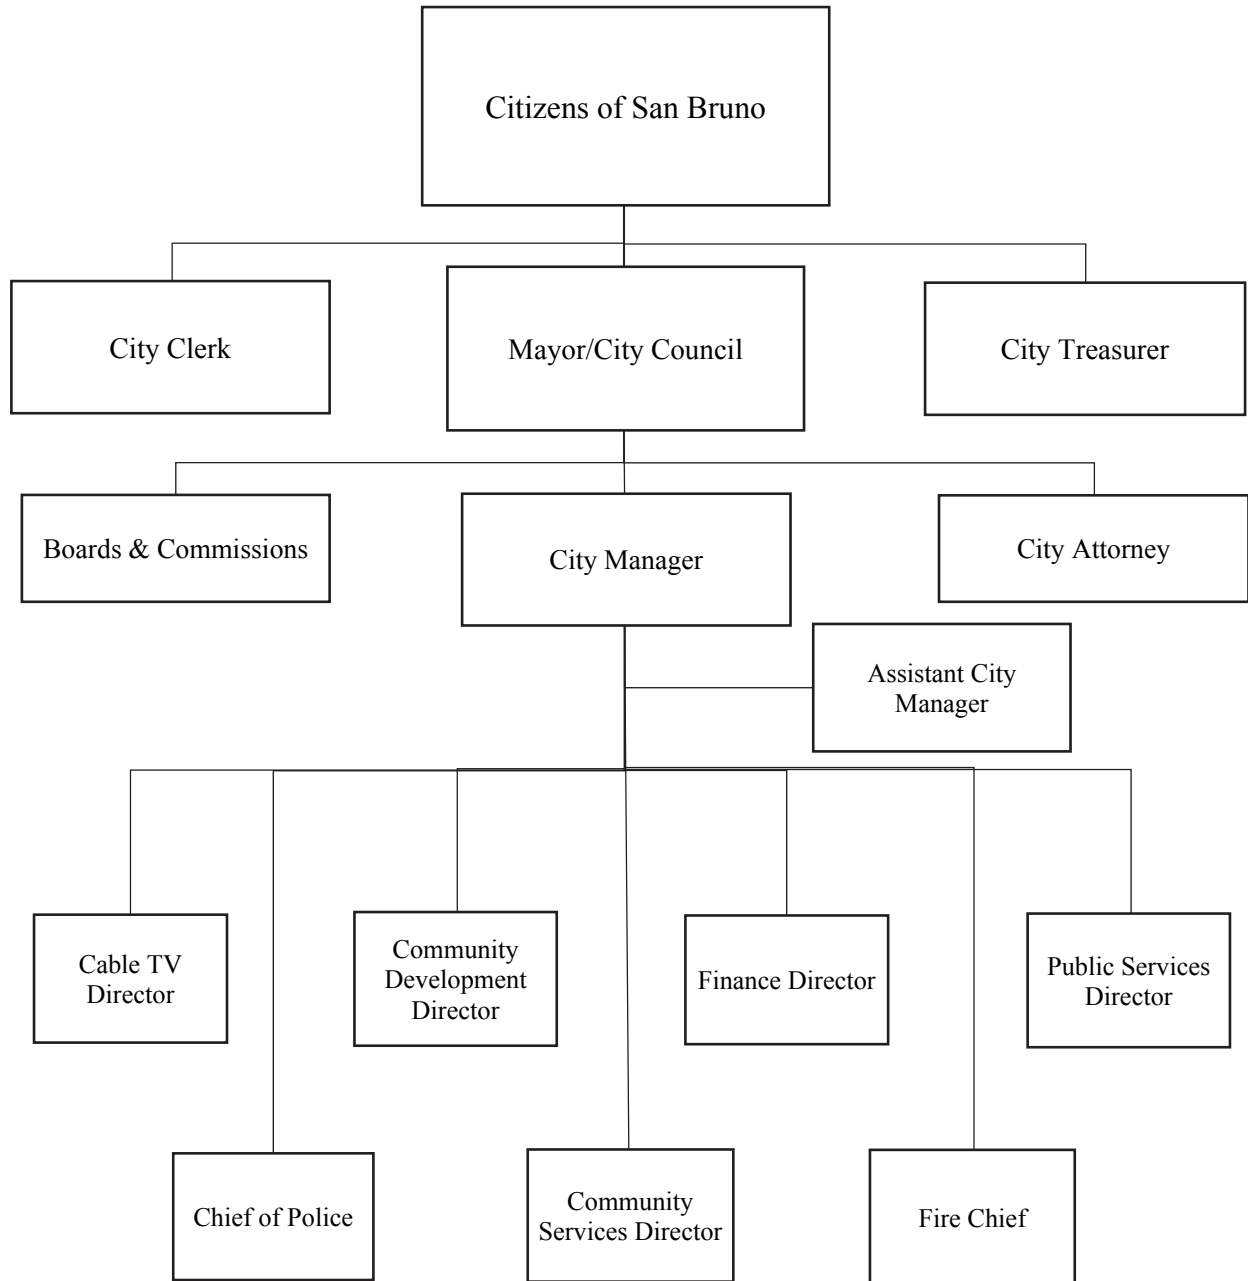 Citizens of San Bruno
City Clerk
Mayor/City Council
City Treasurer
Boards & Commissions
City Manager
City Attorney
Assistant City
Manager
Cable TV
Director
Community
Development
Director
Finance Director
Public Services
Director
Chief of Police
Community
Services Director
Fire Chief